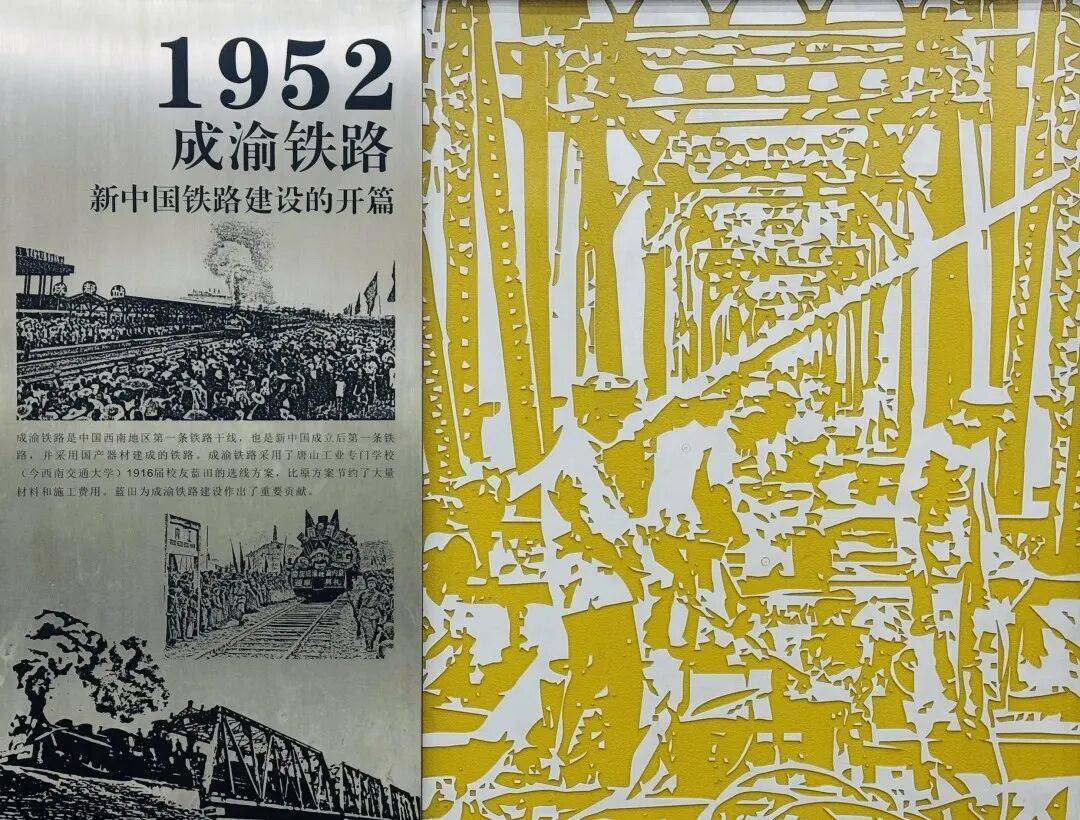 1952
成渝铁路
新中国铁路建设的开篇
成都
成渝铁路是中国西南地区第一条铁路干线，也是新中国成立后第一条铁
路，并采用国产器材建成的铁路。成渝铁路采用了唐山工业专门学校
（今西南交通大学）1916届校友蓝田的选线方案，比原方案节约了大量
材料和施工费用。蓝田为成渝铁路建设作出了重要贡献。